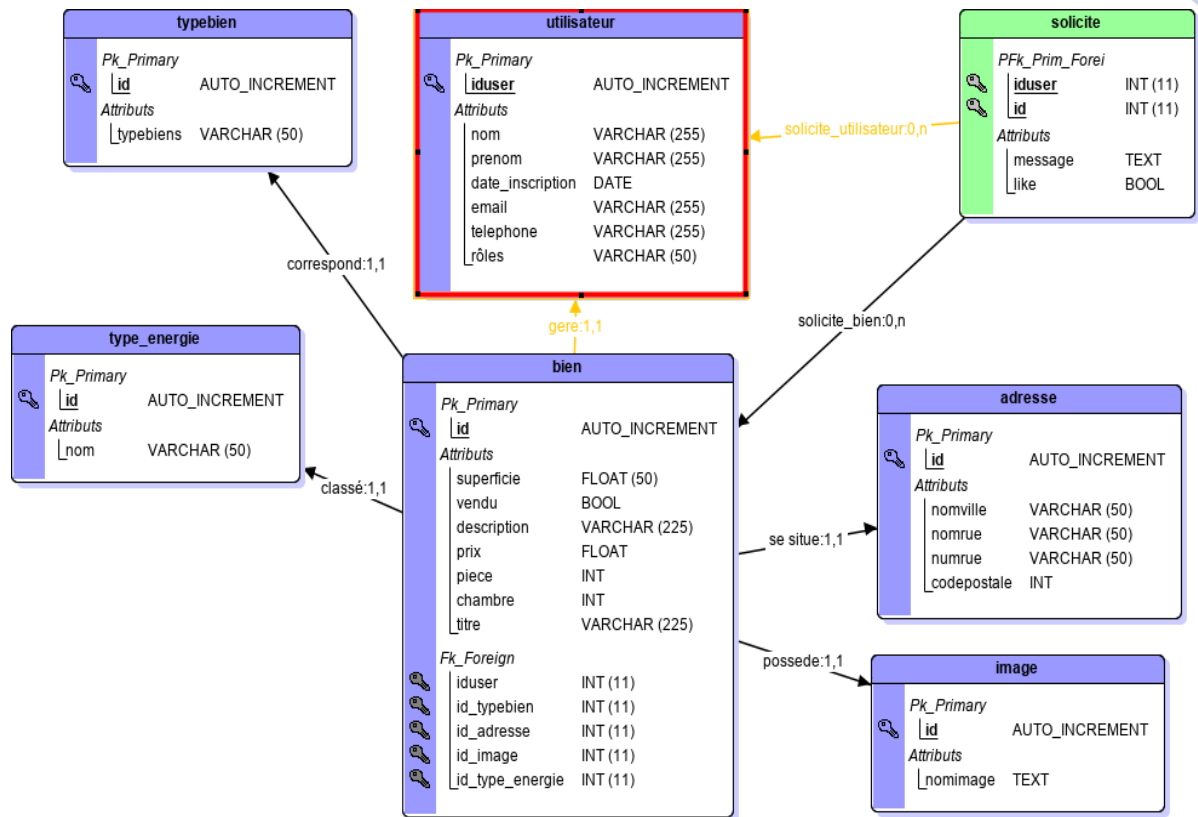 typebien
Pk_Primary
id AUTO_INCREMENT
Attributs
typebiens VARCHAR (50)
utilisateur
Pk_Primary
iduser AUTO_INCREMENT
Attributs
nom VARCHAR (255)
prenom VARCHAR (255)
date_inscription DATE
email VARCHAR (255)
telephone VARCHAR (255)
rôles VARCHAR (50)
solicite
PFk_Prim_Forei
iduser INT (11)
id INT (11)
Attributs
message TEXT
like BOOL
solicite_utilisateur:0,n
correspond:1,1
gere:1,1
solicite_bien:0,n
type_energie
Pk_Primary
id AUTO_INCREMENT
Attributs
nom VARCHAR (50)
classé:1,1
bien
Pk_Primary
id AUTO_INCREMENT
Attributs
superficie FLOAT (50)
vendu BOOL
description VARCHAR (225)
prix FLOAT
piece INT
chambre INT
titre VARCHAR (225)
Fk_Foreign
iduser INT (11)
id_typebien INT (11)
id_adresse INT (11)
id_image INT (11)
id_type_energie INT (11)
se situe:1,1
possede:1,1
adresse
Pk_Primary
id AUTO_INCREMENT
Attributs
nomville VARCHAR (50)
nomrue VARCHAR (50)
numrue VARCHAR (50)
codepostale INT
image
Pk_Primary
id AUTO_INCREMENT
Attributs
nomimage TEXT